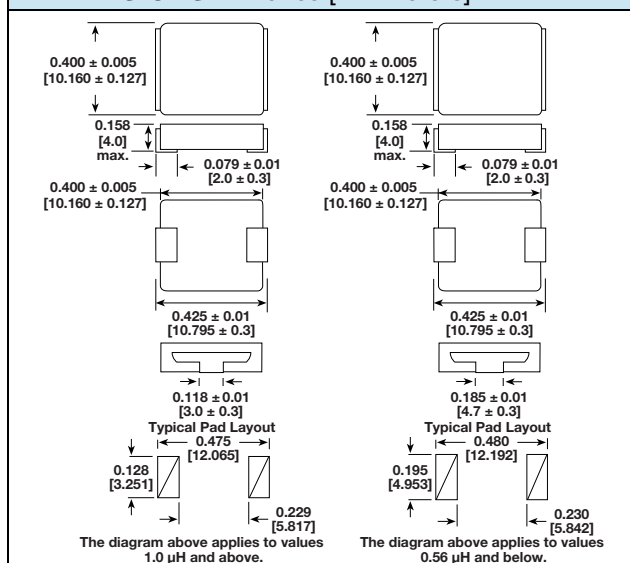 0.400 ± 0.005
[10.160 ± 0.127]
0.158
[4.0]
max.
0.079 ± 0.01
[2.0 ± 0.3]
0.400 ± 0.005
[10.160 ± 0.127]
0.425 ± 0.01
[10.795 ± 0.3]
0.118 ± 0.01
[3.0 ± 0.3]
Typical Pad Layout
0.475
[12.065]
0.128
[3.251]
0.229
[5.817]
The diagram above applies to values
1.0 µH and above.
0.400 ± 0.005
[10.160 ± 0.127]
0.158
[4.0]
max.
0.079 ± 0.01
[2.0 ± 0.3]
0.400 ± 0.005
[10.160 ± 0.127]
0.425 ± 0.01
[10.795 ± 0.3]
0.185 ± 0.01
[4.7 ± 0.3]
Typical Pad Layout
0.480
[12.192]
0.195
[4.953]
0.230
[5.842]
The diagram above applies to values
0.56 µH and below.